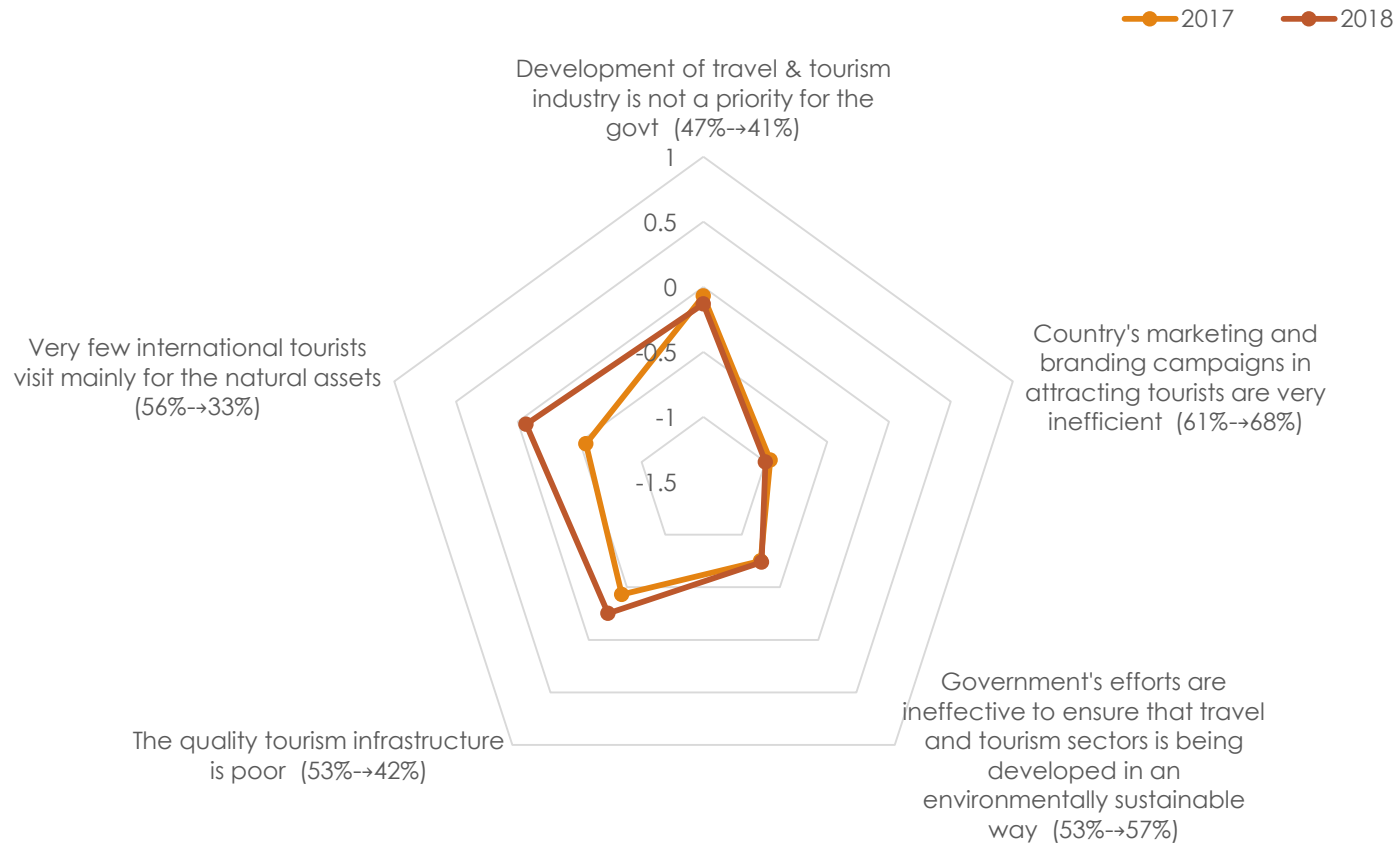 2017 2018
Development of travel & tourism
industry is not a priority for the
govt (47%-→41%)
1
0.5
0
-0.5
-1
-1.5
Very few international tourists
visit mainly for the natural assets
(56%-→33%)
Country's marketing and
branding campaigns in
attracting tourists are very
inefficient (61%-→68%)
The quality tourism infrastructure
is poor (53%-→42%)
Government's efforts are
ineffective to ensure that travel
and tourism sectors is being
developed in an
environmentally sustainable
way (53%-→57%)